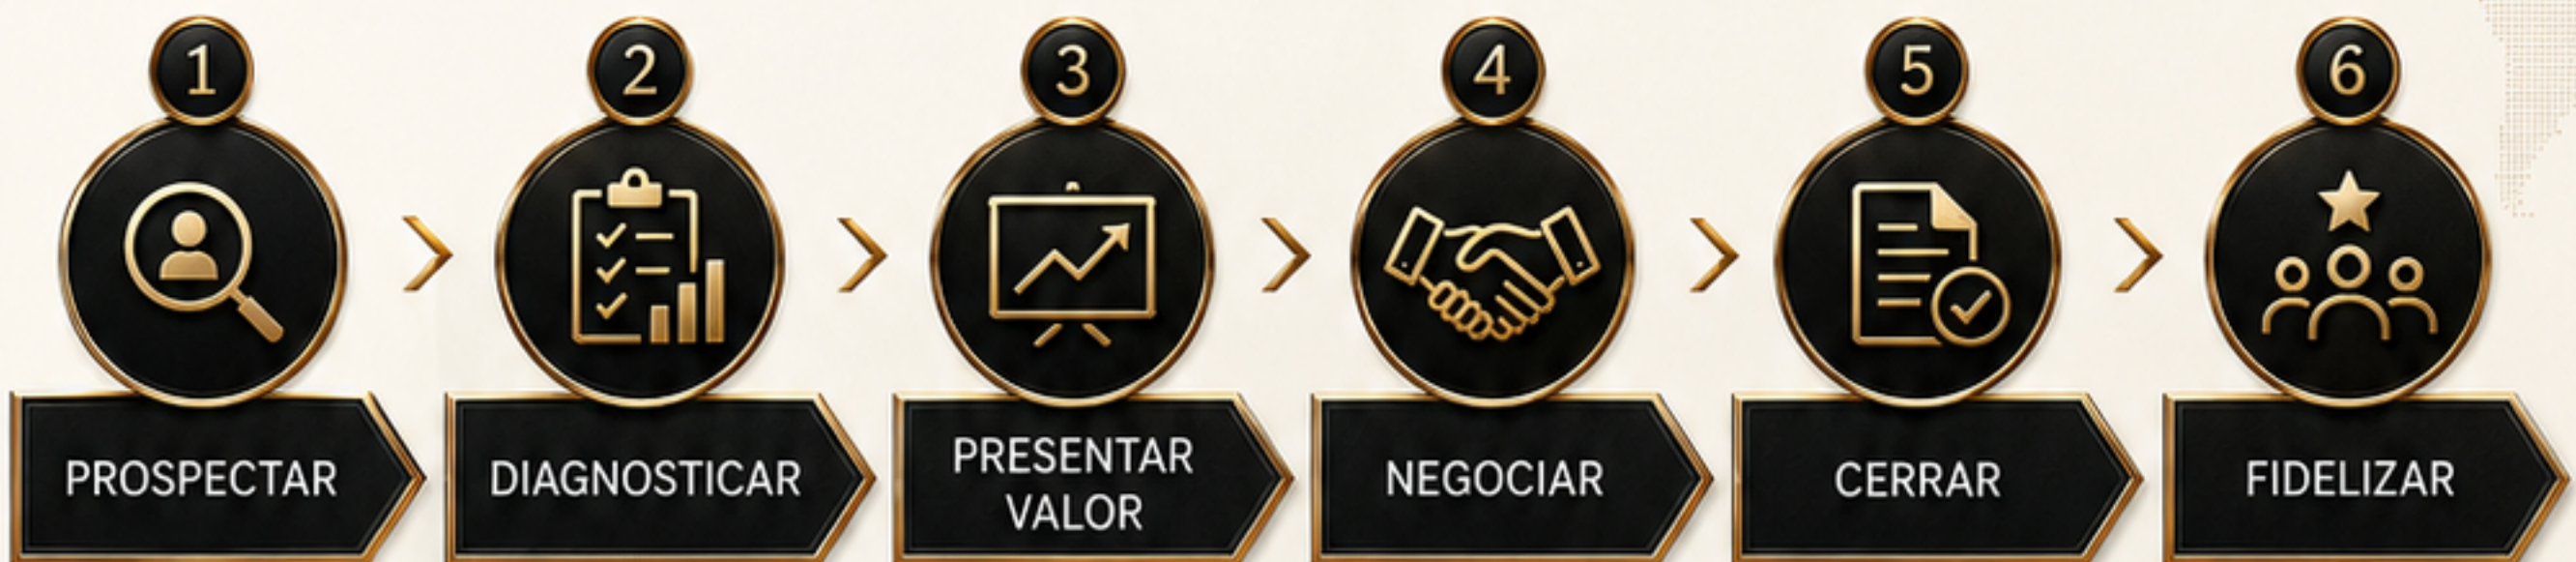 1
2
3
4
5
6
PROSPECTAR
DIAGNOSTICAR
PRESENTAR
VALOR
NEGOCIAR
CERRAR
FIDELIZAR